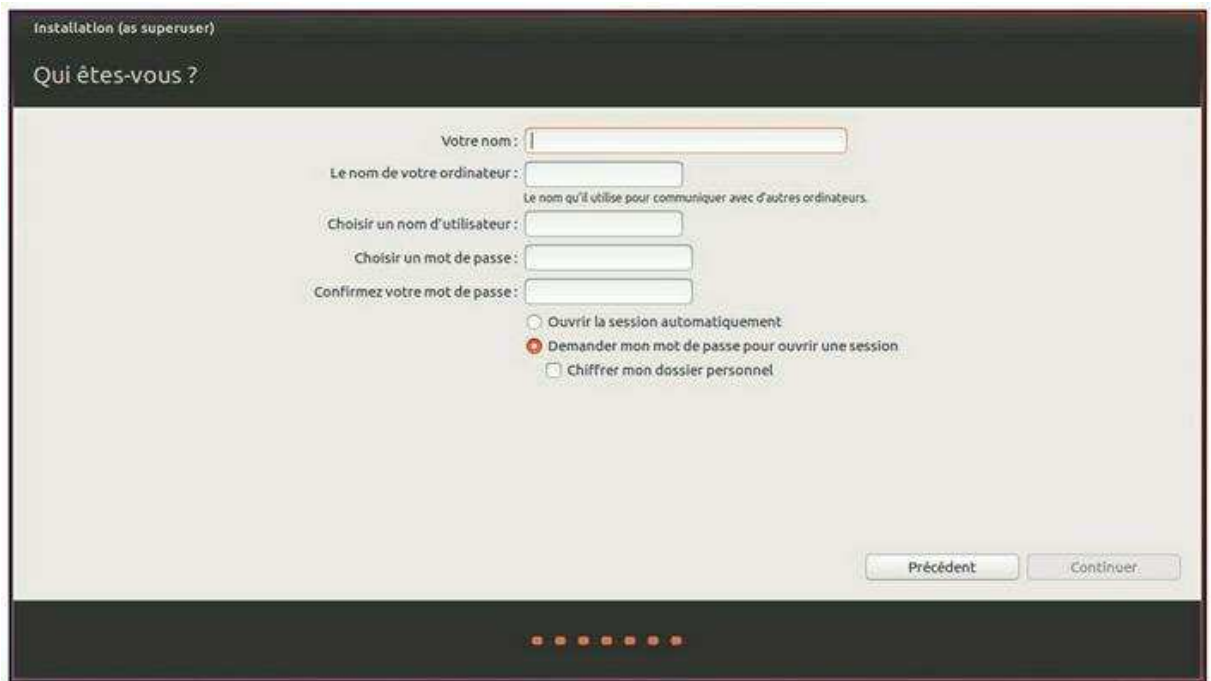 Installation (as superuser)
Qui êtes-vous ?
Votre nom :
Le nom de votre ordinateur :
Le nom qu'il utilise pour communiquer avec d'autres ordinateurs.
Choisir un nom d'utilisateur :
Choisir un mot de passe :
Confirmez votre mot de passe :
Ouvrir la session automatiquement
Demander mon mot de passe pour ouvrir une session
Chiffrer mon dossier personnel
Précédent Continuer